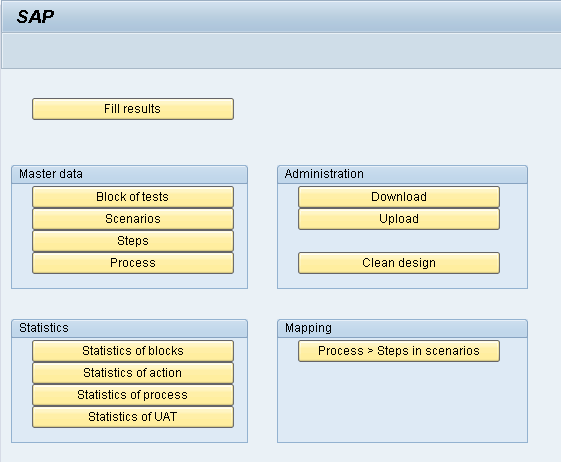 SAP
Fill results
Master data
Block of tests
Scenarios
Steps
Process
Administration
Download
Upload
Clean design
Statistics
Statistics of blocks
Statistics of action
Statistics of process
Statistics of UAT
Mapping
Process > Steps in scenarios